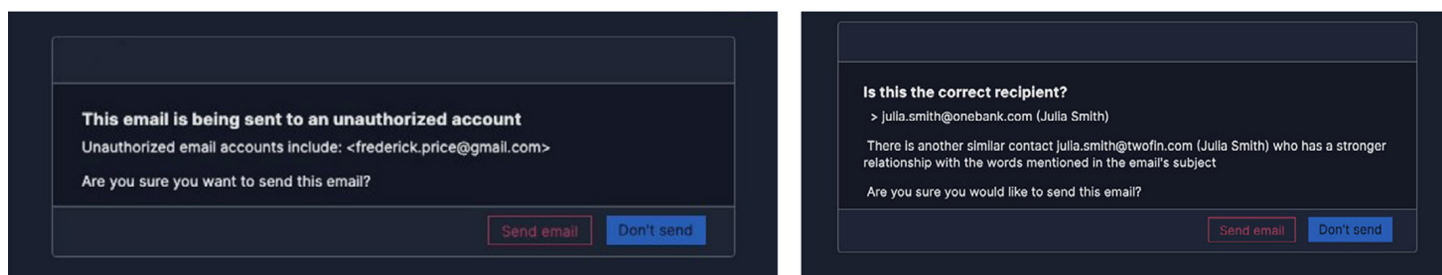 This email is being sent to an unauthorized account
Unauthorized email accounts include: <frederick.price@gmail.com>
Are you sure you want to send this email?
Send email
Don't send
Is this the correct recipient?
> julia.smith@onebank.com (Julia Smith)
There is another similar contact julia.smith@twofin.com (Julia Smith) who has a stronger
relationship with the words mentioned in the email's subject
Are you sure you would like to send this email?
Send email
Don't send